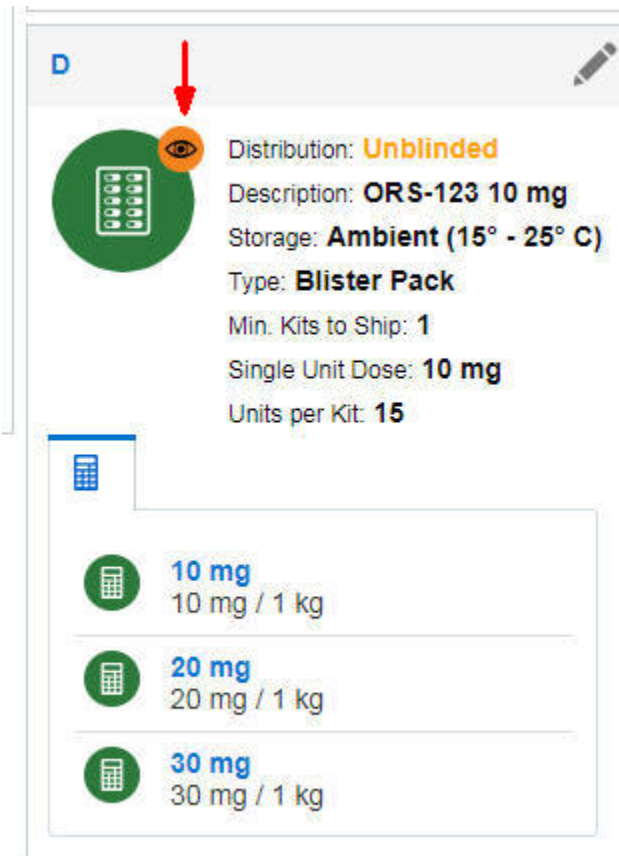 D
Distribution: Unblinded
Description: ORS-123 10 mg
Storage: Ambient (15° - 25° C)
Type: Blister Pack
Min. Kits to Ship: 1
Single Unit Dose: 10 mg
Units per Kit: 15
10 mg
10 mg / 1 kg
20 mg
20 mg / 1 kg
30 mg
30 mg / 1 kg